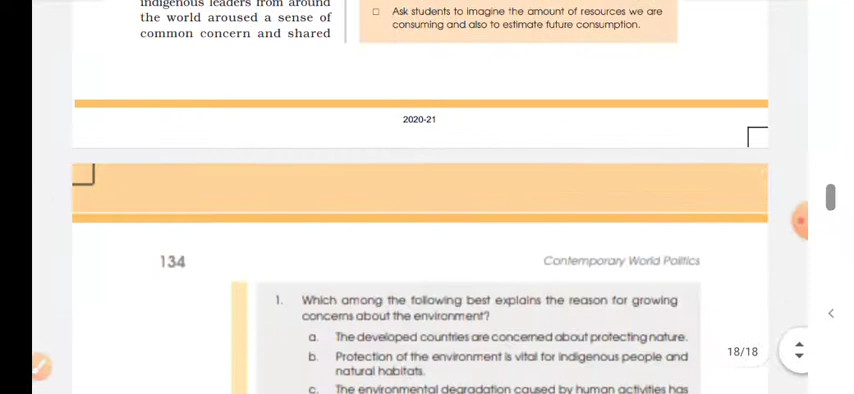 indigenous leaders from around
the world aroused a sense of
common concern and shared
Ask students to imagine the amount of resources we are
consuming and also to estimate future consumption.
2020-21
134
Contemporary World Politics
1. Which among the following best explains the reason for growing
concerns about the environment?
a. The developed countries are concerned about protecting nature.
b. Protection of the environment is vital for indigenous people and
natural habitats.
c. The environmental degradation caused by human activities has
18/18